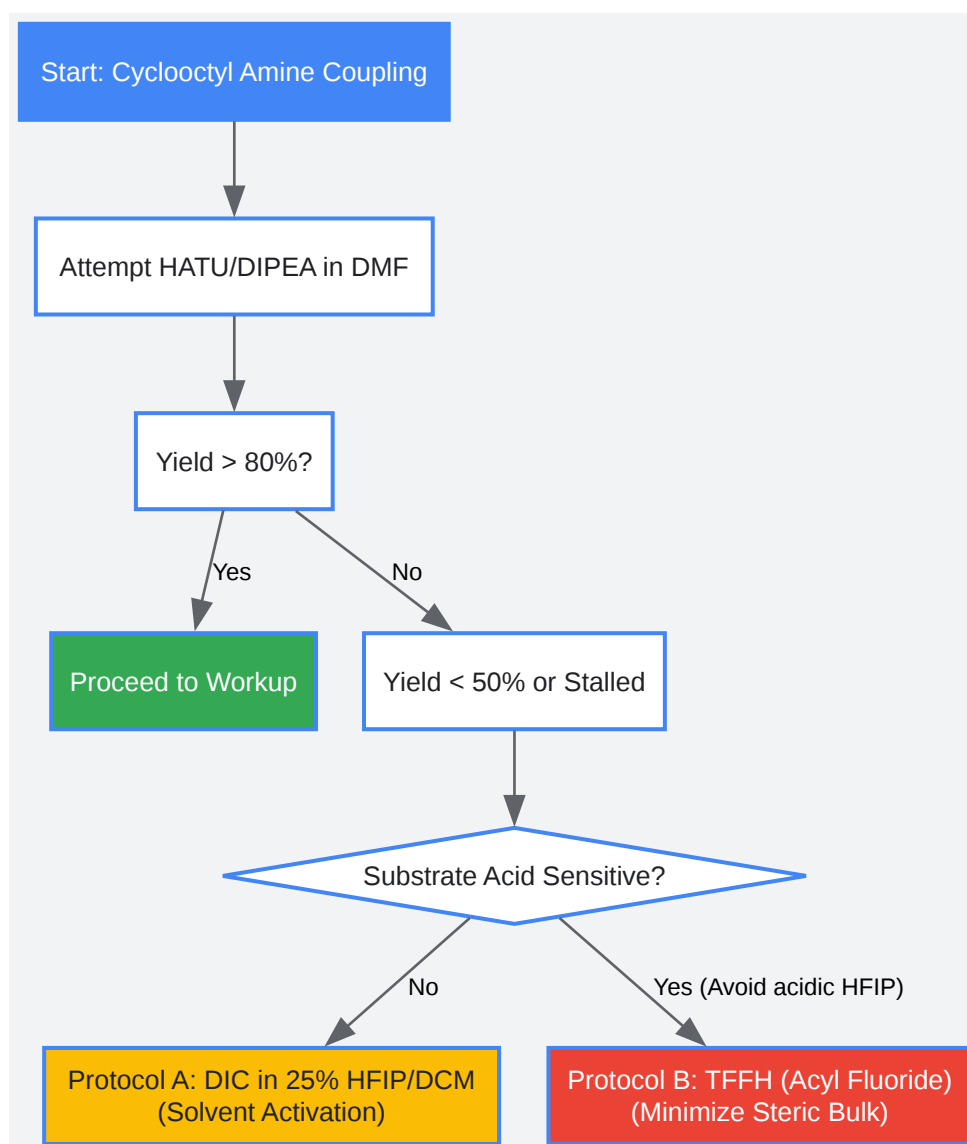 Start: Cyclooctyl Amine Coupling
Attempt HATU/DIPEA in DMF
Yield > 80%?
Yes
No
Proceed to Workup
Yield < 50% or Stalled
Substrate Acid Sensitive?
No
Yes (Avoid acidic HFIP)
Protocol A: DIC in 25% HFIP/DCM
(Solvent Activation)
Protocol B: TFFH (Acyl Fluoride)
(Minimize Steric Bulk)